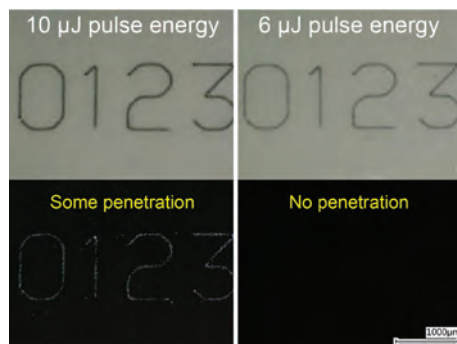 10 µJ pulse energy
6 µJ pulse energy
0123
0123
Some penetration
No penetration
0123
1000µm